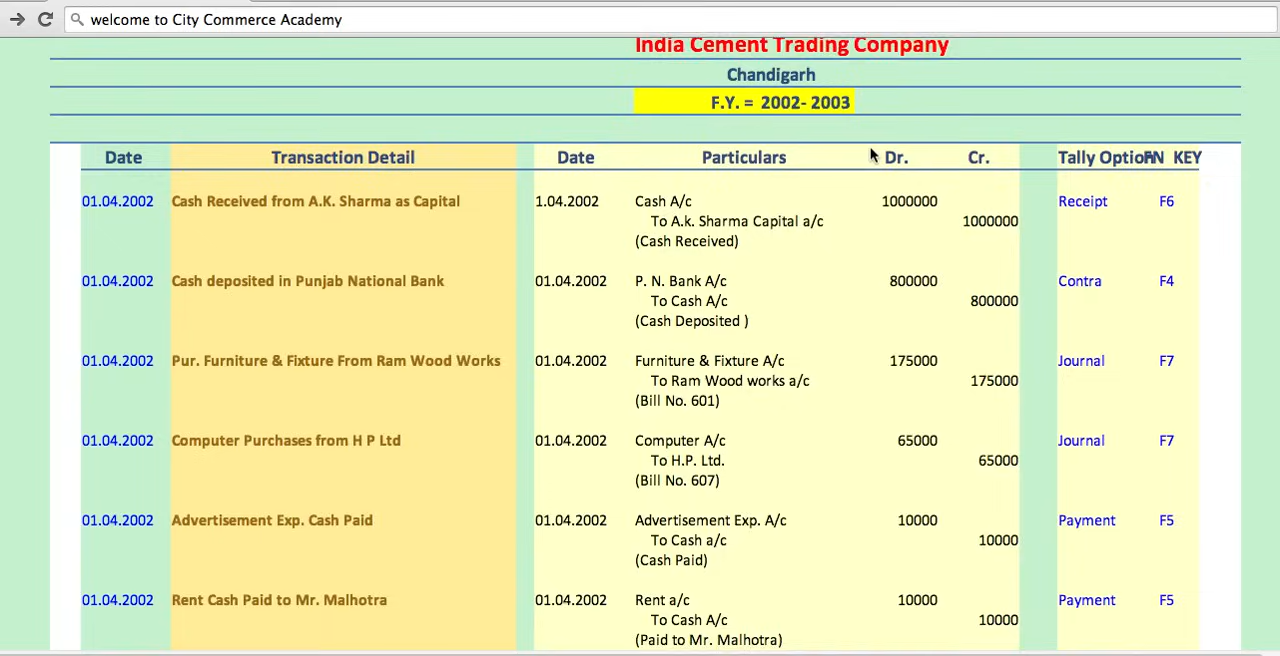 welcome to City Commerce Academy
India Cement Trading Company
Chandigarh
F.Y. = 2002- 2003
Date Transaction Detail Date Particulars Dr. Cr. Tally Option FN KEY
01.04.2002 Cash Received from A.K. Sharma as Capital 1.04.2002 Cash A/c 1000000 Receipt F6
To A.k. Sharma Capital a/c 1000000
(Cash Received)
01.04.2002 Cash deposited in Punjab National Bank 01.04.2002 P. N. Bank A/c 800000 Contra F4
To Cash A/c 800000
(Cash Deposited )
01.04.2002 Pur. Furniture & Fixture From Ram Wood Works 01.04.2002 Furniture & Fixture A/c 175000 Journal F7
To Ram Wood works a/c 175000
(Bill No. 601)
01.04.2002 Computer Purchases from H P Ltd 01.04.2002 Computer A/c 65000 Journal F7
To H.P. Ltd. 65000
(Bill No. 607)
01.04.2002 Advertisement Exp. Cash Paid 01.04.2002 Advertisement Exp. A/c 10000 Payment F5
To Cash a/c 10000
(Cash Paid)
01.04.2002 Rent Cash Paid to Mr. Malhotra 01.04.2002 Rent a/c 10000 Payment F5
To Cash A/c 10000
(Paid to Mr. Malhotra)